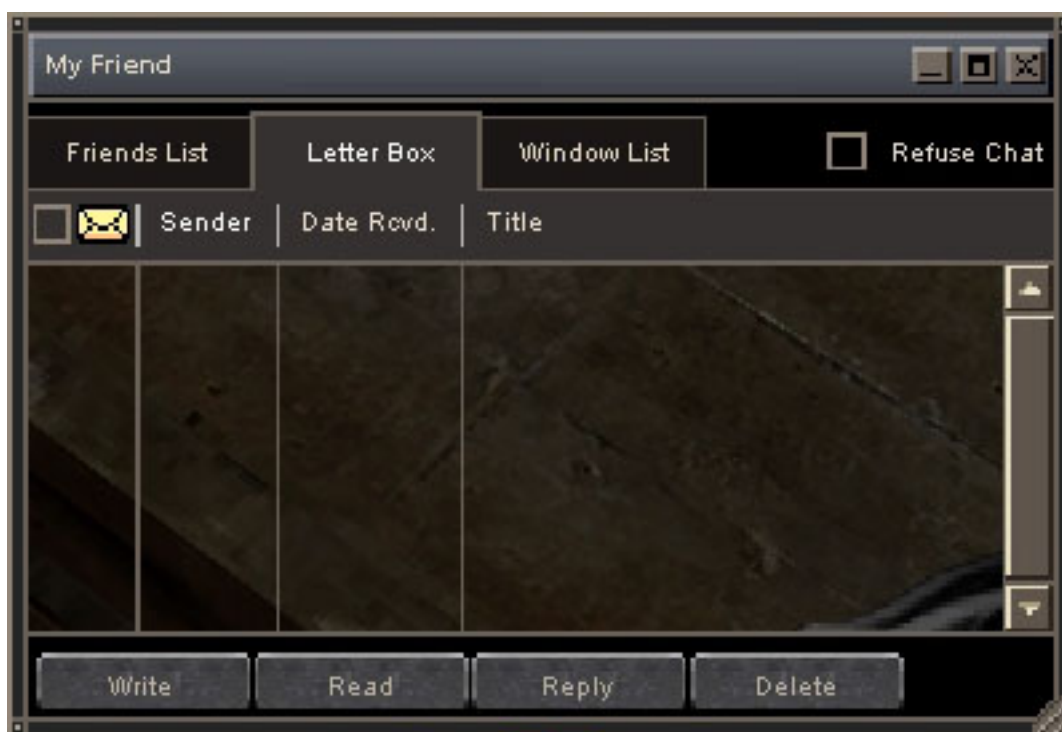 My Friend
Friends List Letter Box Window List Refuse Chat
Sender Date Rcvd. Title
Write Read Reply Delete